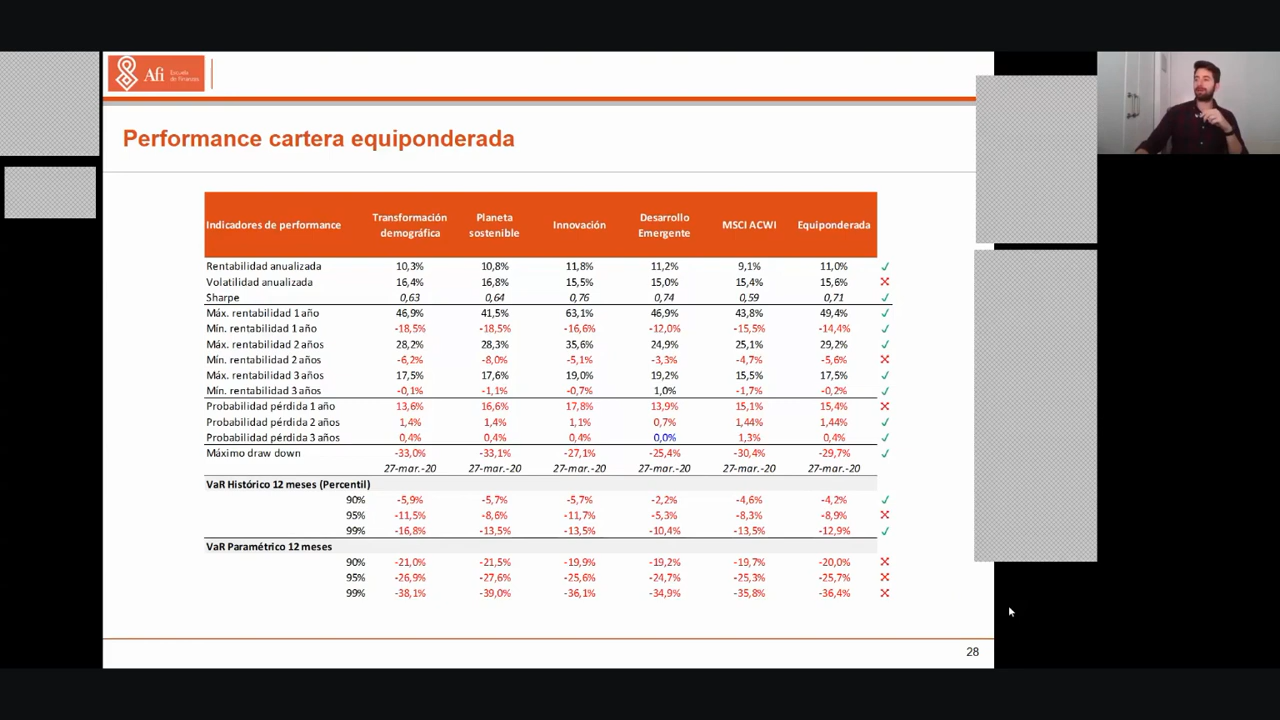 Afi Escuela de Finanzas
Performance cartera equiponderada
Indicadores de performance Transformación demográfica Planeta sostenible Innovación Desarrollo Emergente MSCI ACWI Equiponderada
Rentabilidad anualizada 10,3% 10,8% 11,8% 11,2% 9,1% 11,0% ✓
Volatilidad anualizada 16,4% 16,8% 15,5% 15,0% 15,4% 15,6% ✗
Sharpe 0,63 0,64 0,76 0,74 0,59 0,71 ✓
Máx. rentabilidad 1 año 46,9% 41,5% 63,1% 46,9% 43,8% 49,4% ✓
Mín. rentabilidad 1 año -18,5% -18,5% -16,6% -12,0% -15,5% -14,4% ✓
Máx. rentabilidad 2 años 28,2% 28,3% 35,6% 24,9% 25,1% 29,2% ✓
Mín. rentabilidad 2 años -6,2% -8,0% -5,1% -3,3% -4,7% -5,6% ✗
Máx. rentabilidad 3 años 17,5% 17,6% 19,0% 19,2% 15,5% 17,5% ✓
Mín. rentabilidad 3 años -0,1% -1,1% -0,7% 1,0% -1,7% -0,2% ✓
Probabilidad pérdida 1 año 13,6% 16,6% 17,8% 13,9% 15,1% 15,4% ✗
Probabilidad pérdida 2 años 1,4% 1,4% 1,1% 0,7% 1,44% 1,44% ✓
Probabilidad pérdida 3 años 0,4% 0,4% 0,4% 0,0% 1,3% 0,4% ✓
Máximo draw down -33,0% -33,1% -27,1% -25,4% -30,4% -29,7% ✓
27-mar.-20 27-mar.-20 27-mar.-20 27-mar.-20 27-mar.-20 27-mar.-20
VaR Histórico 12 meses (Percentil)
90% -5,9% -5,7% -5,7% -2,2% -4,6% -4,2% ✓
95% -11,5% -8,6% -11,7% -5,3% -8,3% -8,9% ✗
99% -16,8% -13,5% -13,5% -10,4% -13,5% -12,9% ✓
VaR Paramétrico 12 meses
90% -21,0% -21,5% -19,9% -19,2% -19,7% -20,0% ✗
95% -26,9% -27,6% -25,6% -24,7% -25,3% -25,7% ✗
99% -38,1% -39,0% -36,1% -34,9% -35,8% -36,4% ✗
28